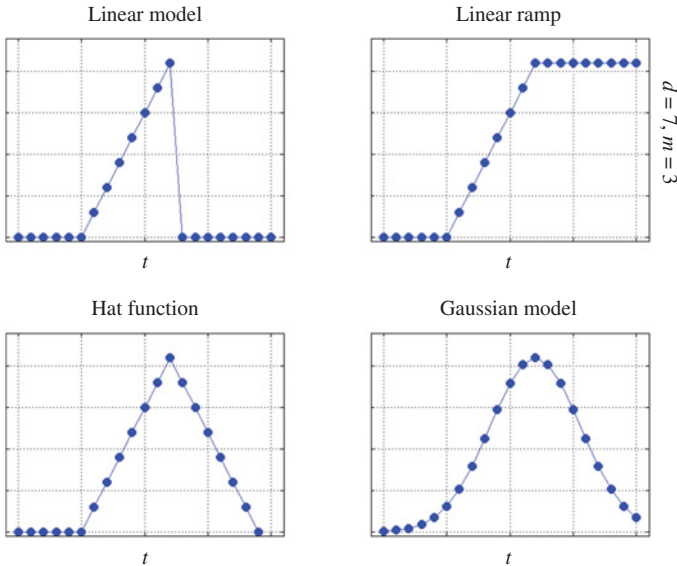 Linear model
Linear ramp
t
t
d = 7, m = 3
Hat function
Gaussian model
t
t